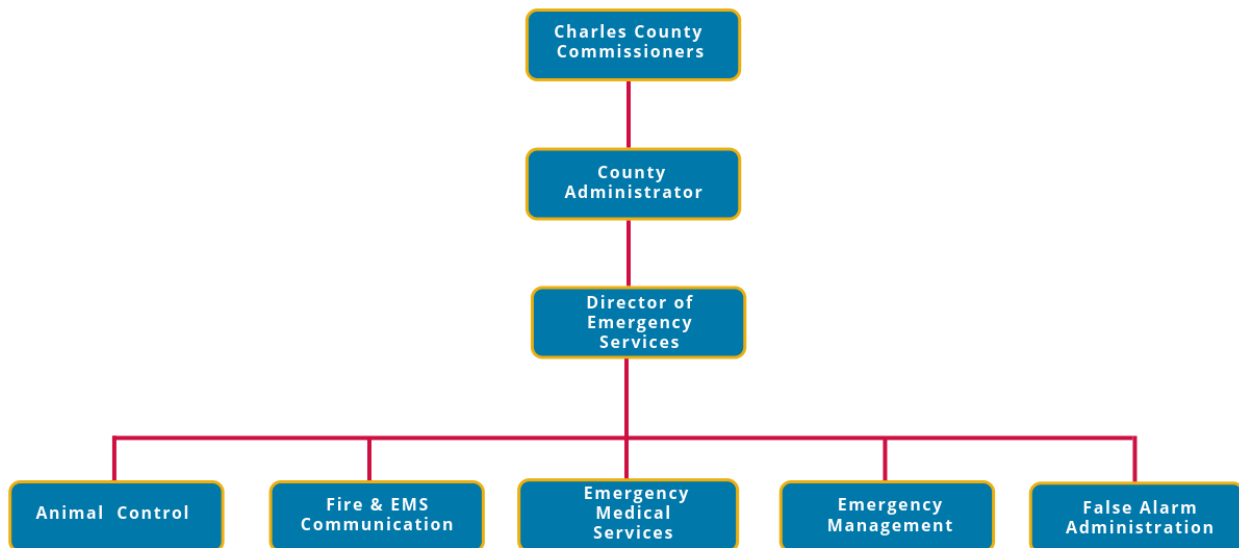 Charles County
Commissioners
County
Administrator
Director of
Emergency
Services
Animal Control
Fire & EMS
Communication
Emergency
Medical
Services
Emergency
Management
False Alarm
Administration